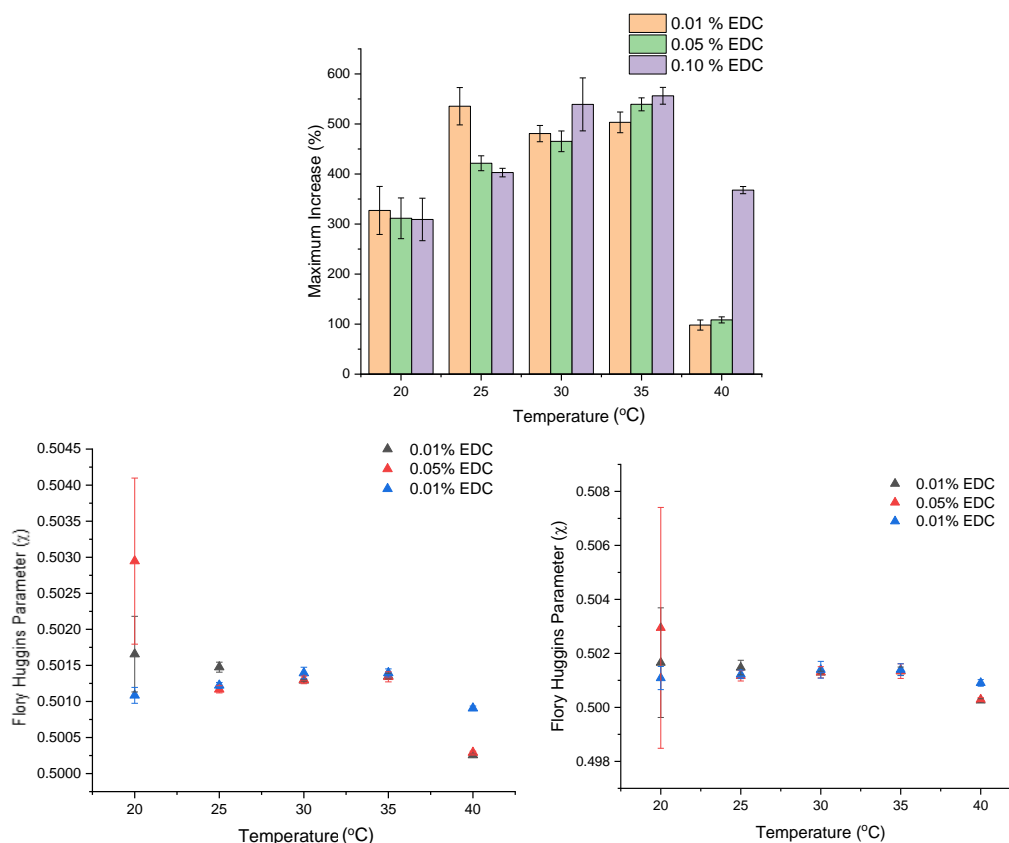 0.01 % EDC
0.05 % EDC
0.10 % EDC
600
500
400
300
200
100
0
Maximum Increase (%)
20 25 30 35 40
Temperature (°C)
0.5045
0.5040
0.5035
0.5030
0.5025
0.5020
0.5015
0.5010
0.5005
0.5000
Flory Huggins Parameter (χ)
0.01% EDC
0.05% EDC
0.01% EDC
20 25 30 35 40
Temperature (°C)
0.508
0.506
0.504
0.502
0.500
0.498
Flory Huggins Parameter (χ)
0.01% EDC
0.05% EDC
0.01% EDC
20 25 30 35 40
Temperature (°C)